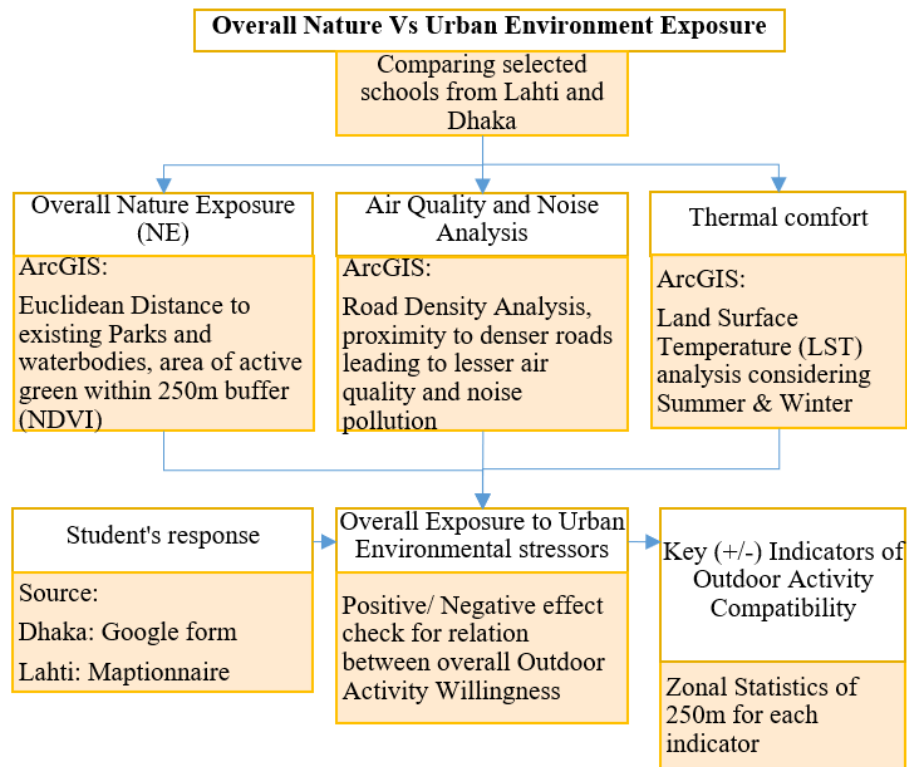 Overall Nature Vs Urban Environment Exposure
Comparing selected
schools from Lahti and
Dhaka
Overall Nature Exposure
(NE)
ArcGIS:
Euclidean Distance to
existing Parks and
waterbodies, area of active
green within 250m buffer
(NDVI)
Air Quality and Noise
Analysis
ArcGIS:
Road Density Analysis,
proximity to denser roads
leading to lesser air
quality and noise
pollution
Thermal comfort
ArcGIS:
Land Surface
Temperature (LST)
analysis considering
Summer & Winter
Student's response
Source:
Dhaka: Google form
Lahti: Maptionnaire
Overall Exposure to Urban
Environmental stressors
Positive/ Negative effect
check for relation
between overall Outdoor
Activity Willingness
Key (+/-) Indicators of
Outdoor Activity
Compatibility
Zonal Statistics of
250m for each
indicator